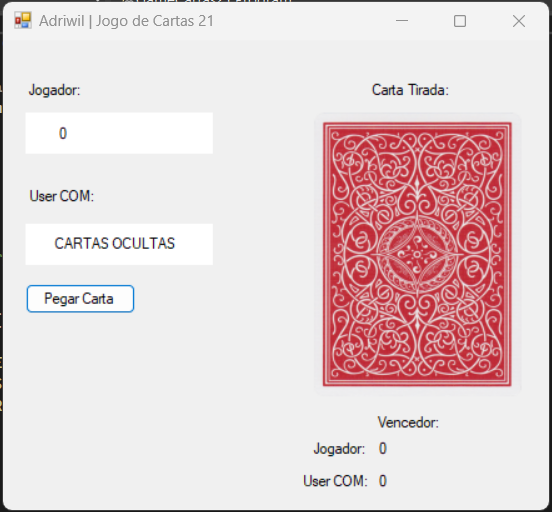 Adriwil | Jogo de Cartas 21
Jogador:
0
User COM:
CARTAS OCULTAS
Pegar Carta
Carta Tirada:
Vencedor:
Jogador: 0
User COM: 0